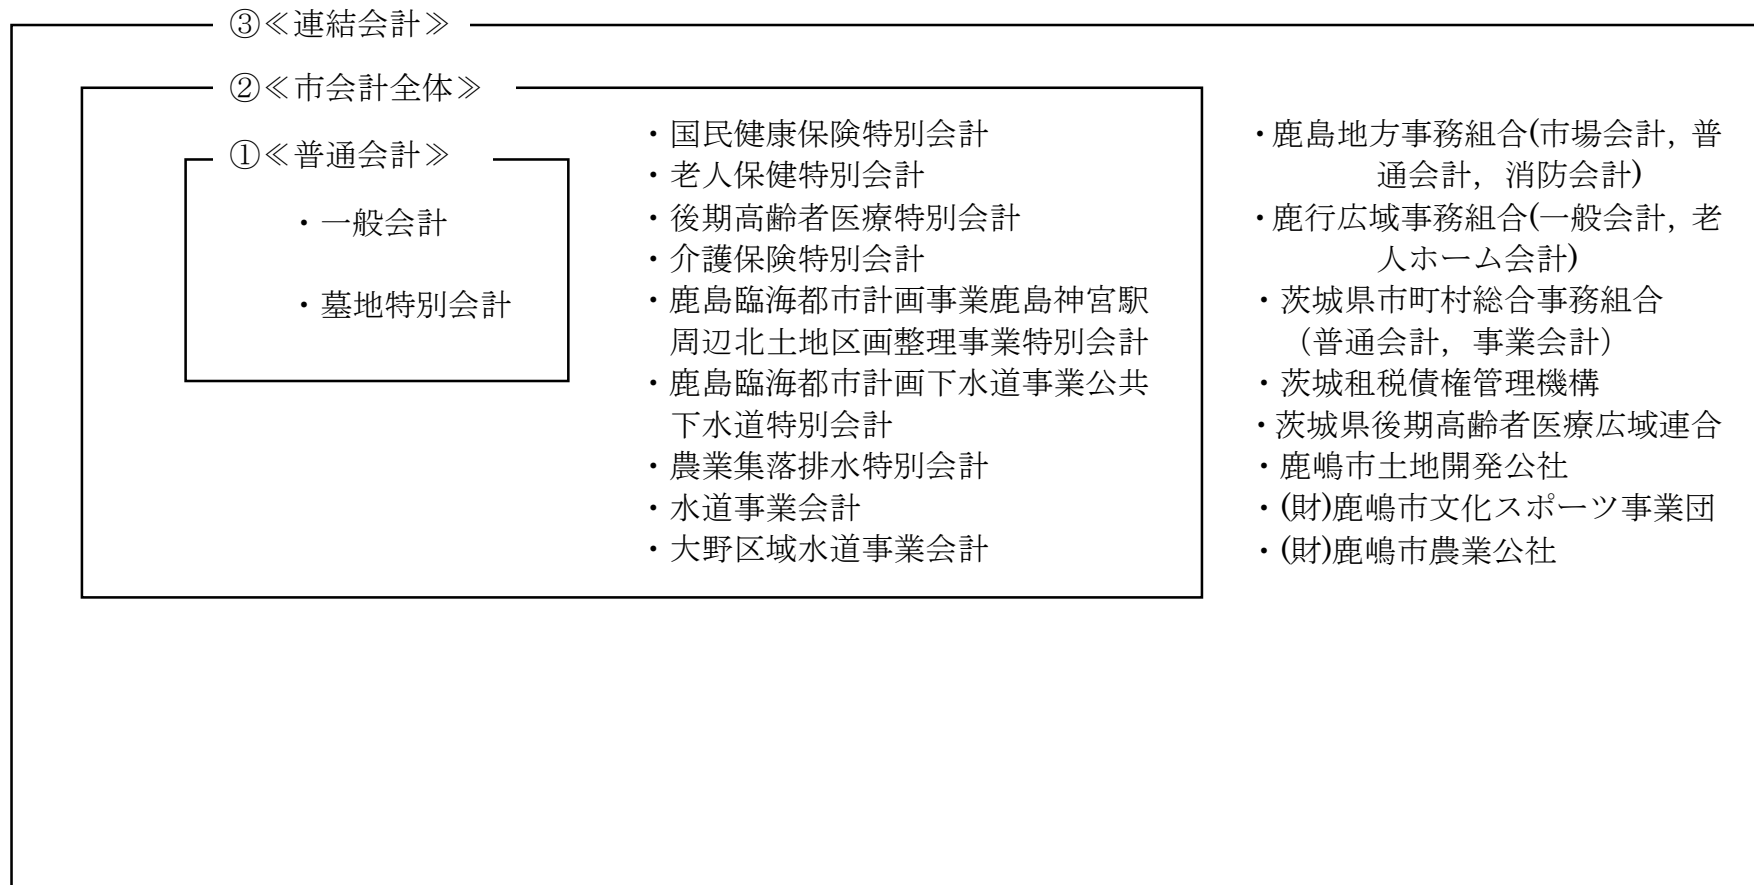 ③≪連結会計≫
②≪市会計全体≫
①≪普通会計≫
・一般会計
・墓地特別会計
・国民健康保険特別会計
・老人保健特別会計
・後期高齢者医療特別会計
・介護保険特別会計
・鹿島臨海都市計画事業鹿島神宮駅
周辺北土地区画整理事業特別会計
・鹿島臨海都市計画下水道事業公共
下水道特別会計
・農業集落排水特別会計
・水道事業会計
・大野区域水道事業会計
・鹿島地方事務組合(市場会計，普
通会計，消防会計)
・鹿行広域事務組合(一般会計，老
人ホーム会計)
・茨城県市町村総合事務組合
（普通会計，事業会計）
・茨城租税債権管理機構
・茨城県後期高齢者医療広域連合
・鹿嶋市土地開発公社
・(財)鹿嶋市文化スポーツ事業団
・(財)鹿嶋市農業公社